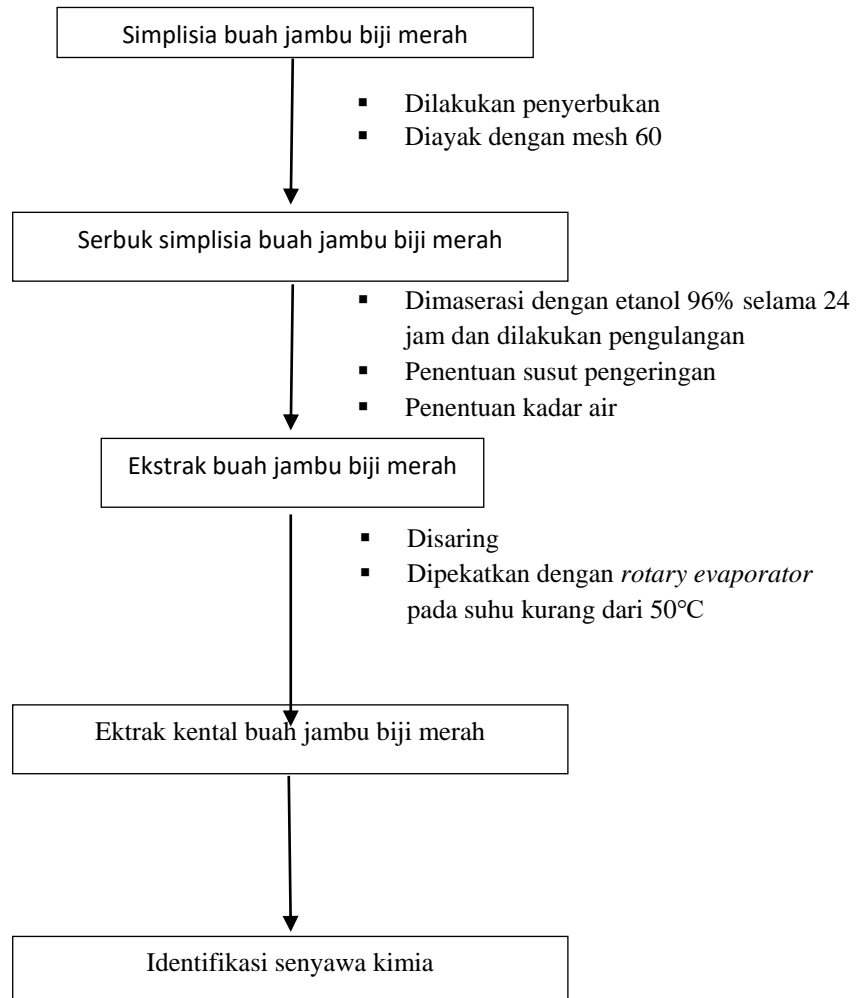 Simplisia buah jambu biji merah
▪ Dilakukan penyerbukan
▪ Diayak dengan mesh 60
Serbuk simplisia buah jambu biji merah
▪ Dimaserasi dengan etanol 96% selama 24
jam dan dilakukan pengulangan
▪ Penentuan susut pengeringan
▪ Penentuan kadar air
Ekstrak buah jambu biji merah
▪ Disaring
▪ Dipekatkan dengan rotary evaporator
pada suhu kurang dari 50°C
Ektrak kental buah jambu biji merah
Identifikasi senyawa kimia